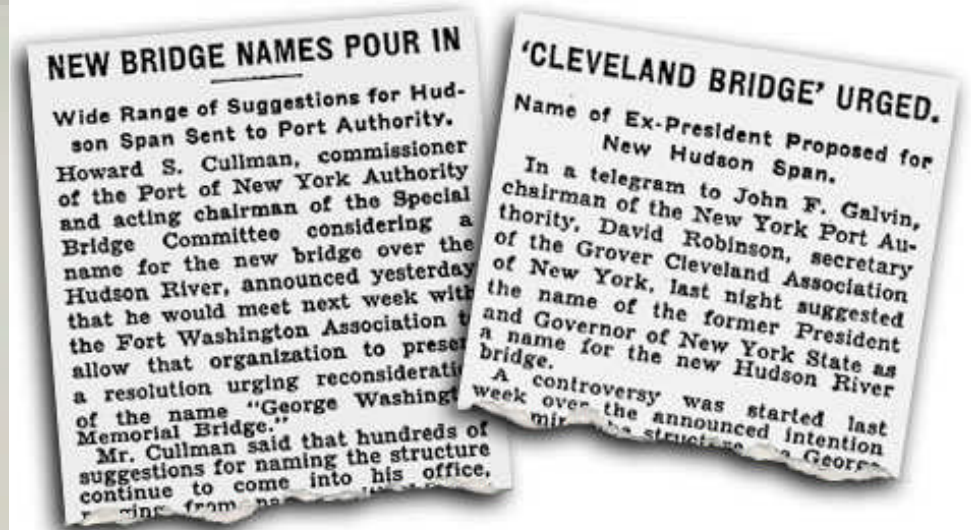 NEW BRIDGE NAMES POUR IN
Wide Range of Suggestions for Hud-
son Span Sent to Port Authority.
Howard S. Cullman, commissioner
of the Port of New York Authority
and acting chairman of the Special
Bridge Committee considering a
name for the new bridge over the
Hudson River, announced yesterday
that he would meet next week with
the Fort Washington Association
allow that organization to
a resolution urging
of the name "George
Memorial Bridge."
Mr. Cullman said that hundreds of
suggestions for naming the structure
continue to come into his office,
from
'CLEVELAND BRIDGE' URGED.
Name of Ex-President Proposed for
New Hudson Span.
In a telegram to John F. Galvin,
chairman of the New York Port Au-
thority, David Robinson, secretary
of the Grover Cleveland Association
of New York, last night suggested
the name of the former President
and Governor of New York State as
a name for the new Hudson River
bridge.
A controversy was started last
week over the announced intention
structure George